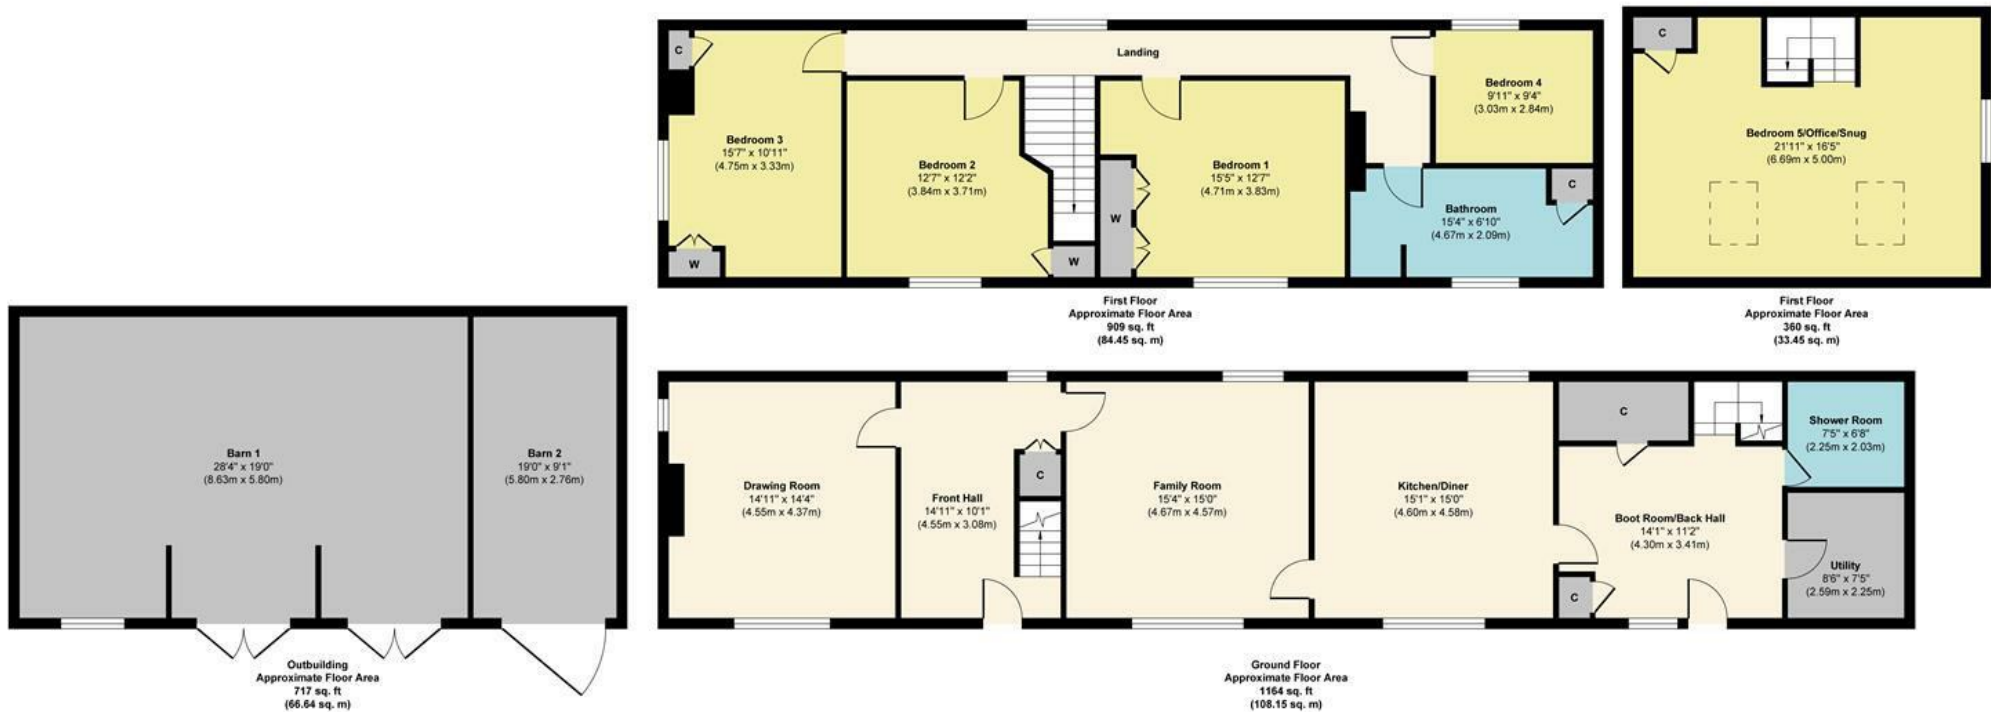 C
Landing
Bedroom 3
15'7" x 10'11"
(4.75m x 3.33m)
W
Bedroom 2
12'7" x 12'2"
(3.84m x 3.71m)
W
Bedroom 1
15'5" x 12'7"
(4.71m x 3.83m)
W
Bedroom 4
9'11" x 9'4"
(3.03m x 2.84m)
Bathroom
15'4" x 6'10"
(4.67m x 2.09m)
C
First Floor
Approximate Floor Area
909 sq. ft
(84.45 sq. m)
C
Bedroom 5/Office/Snug
21'11" x 16'5"
(6.69m x 5.00m)
First Floor
Approximate Floor Area
360 sq. ft
(33.45 sq. m)
Barn 1
28'4" x 19'0"
(8.63m x 5.80m)
Barn 2
19'0" x 9'1"
(5.80m x 2.76m)
Outbuilding
Approximate Floor Area
717 sq. ft
(66.64 sq. m)
Drawing Room
14'11" x 14'4"
(4.55m x 4.37m)
Front Hall
14'11" x 10'1"
(4.55m x 3.08m)
C
Family Room
15'4" x 15'0"
(4.67m x 4.57m)
Kitchen/Diner
15'1" x 15'0"
(4.60m x 4.58m)
C
Boot Room/Back Hall
14'1" x 11'2"
(4.30m x 3.41m)
C
Shower Room
7'5" x 6'8"
(2.25m x 2.03m)
Utility
8'6" x 7'5"
(2.59m x 2.25m)
Ground Floor
Approximate Floor Area
1164 sq. ft
(108.15 sq. m)